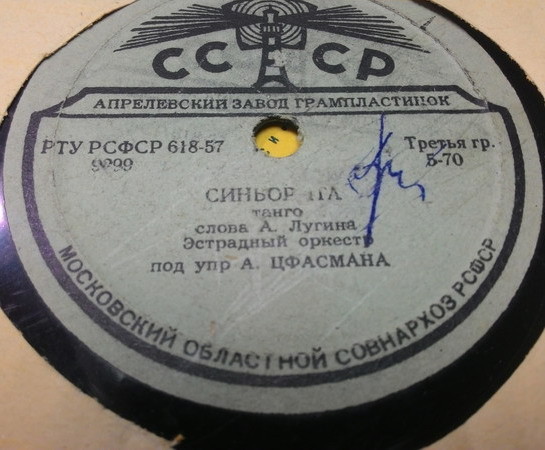 СССР
АПРЕЛЕВСКИЙ ЗАВОД ГРАМПЛАСТИНОК
РТУ РСФСР 618-57
9299
Третья гр.
5-70
танго
слова А. Лугина
Эстрадный оркестр
под упр А. ЦФАСМАНА
МОСКОВСКИЙ ОБЛАСТНОЙ СОВНАРХОЗ РСФСР